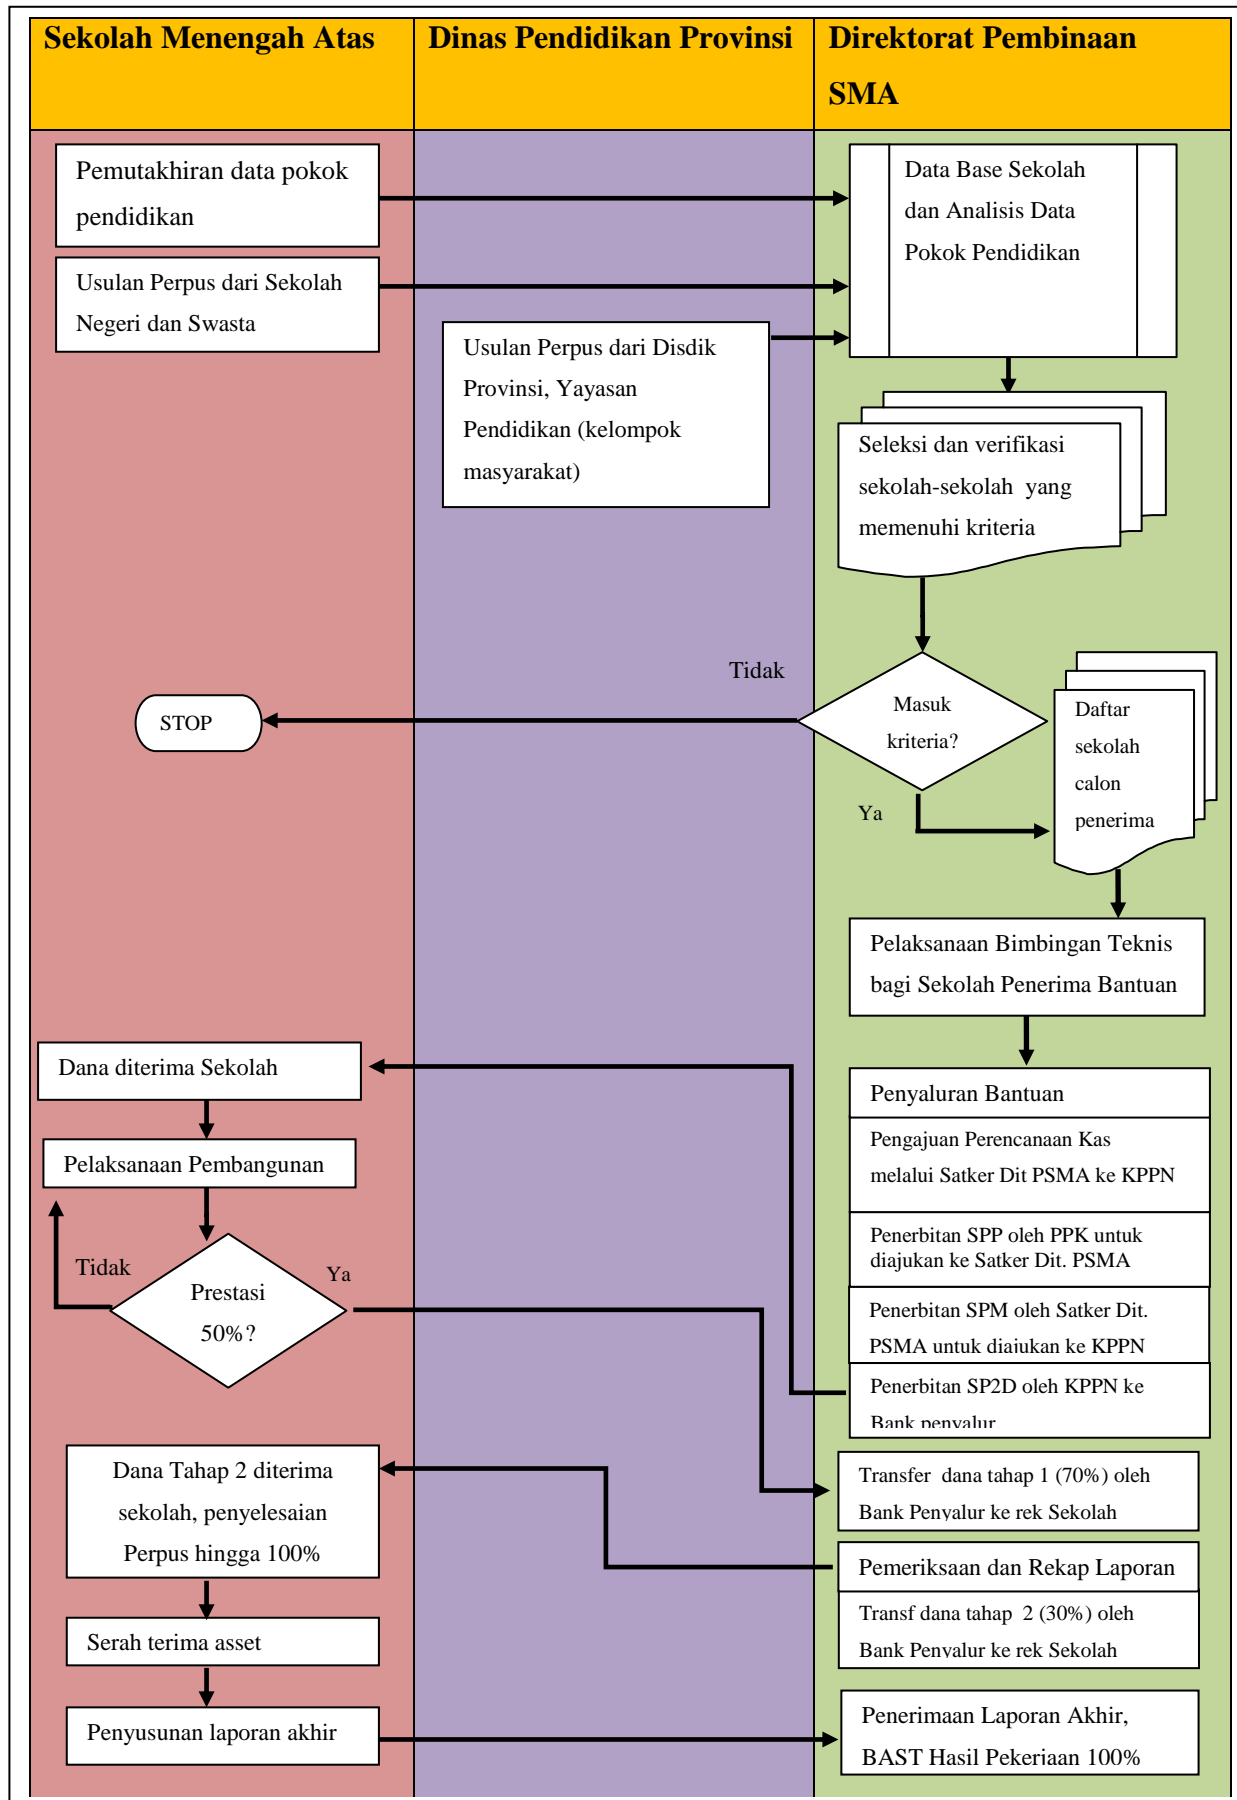 Sekolah Menengah Atas
Dinas Pendidikan Provinsi
Direktorat Pembinaan
SMA
Pemutakhiran data pokok
pendidikan
Data Base Sekolah
dan Analisis Data
Pokok Pendidikan
Usulan Perpus dari Sekolah
Negeri dan Swasta
Usulan Perpus dari Disdik
Provinsi, Yayasan
Pendidikan (kelompok
masyarakat)
Seleksi dan verifikasi
sekolah-sekolah yang
memenuhi kriteria
Tidak
STOP
Masuk
kriteria?
Daftar
sekolah
calon
penerima
Ya
Pelaksanaan Bimbingan Teknis
bagi Sekolah Penerima Bantuan
Dana diterima Sekolah
Penyaluran Bantuan
Pengajuan Perencanaan Kas
melalui Satker Dit PSMA ke KPPN
Pelaksanaan Pembangunan
Penerbitan SPP oleh PPK untuk
diajukan ke Satker Dit. PSMA
Tidak
Prestasi
50%?
Ya
Penerbitan SPM oleh Satker Dit.
PSMA untuk diajukan ke KPPN
Penerbitan SP2D oleh KPPN ke
Bank penyalur
Dana Tahap 2 diterima
sekolah, penyelesaian
Perpus hingga 100%
Transfer dana tahap 1 (70%) oleh
Bank Penyalur ke rek Sekolah
Pemeriksaan dan Rekap Laporan
Transf dana tahap 2 (30%) oleh
Bank Penyalur ke rek Sekolah
Serah terima asset
Penyusunan laporan akhir
Penerimaan Laporan Akhir,
BAST Hasil Pekerjaan 100%